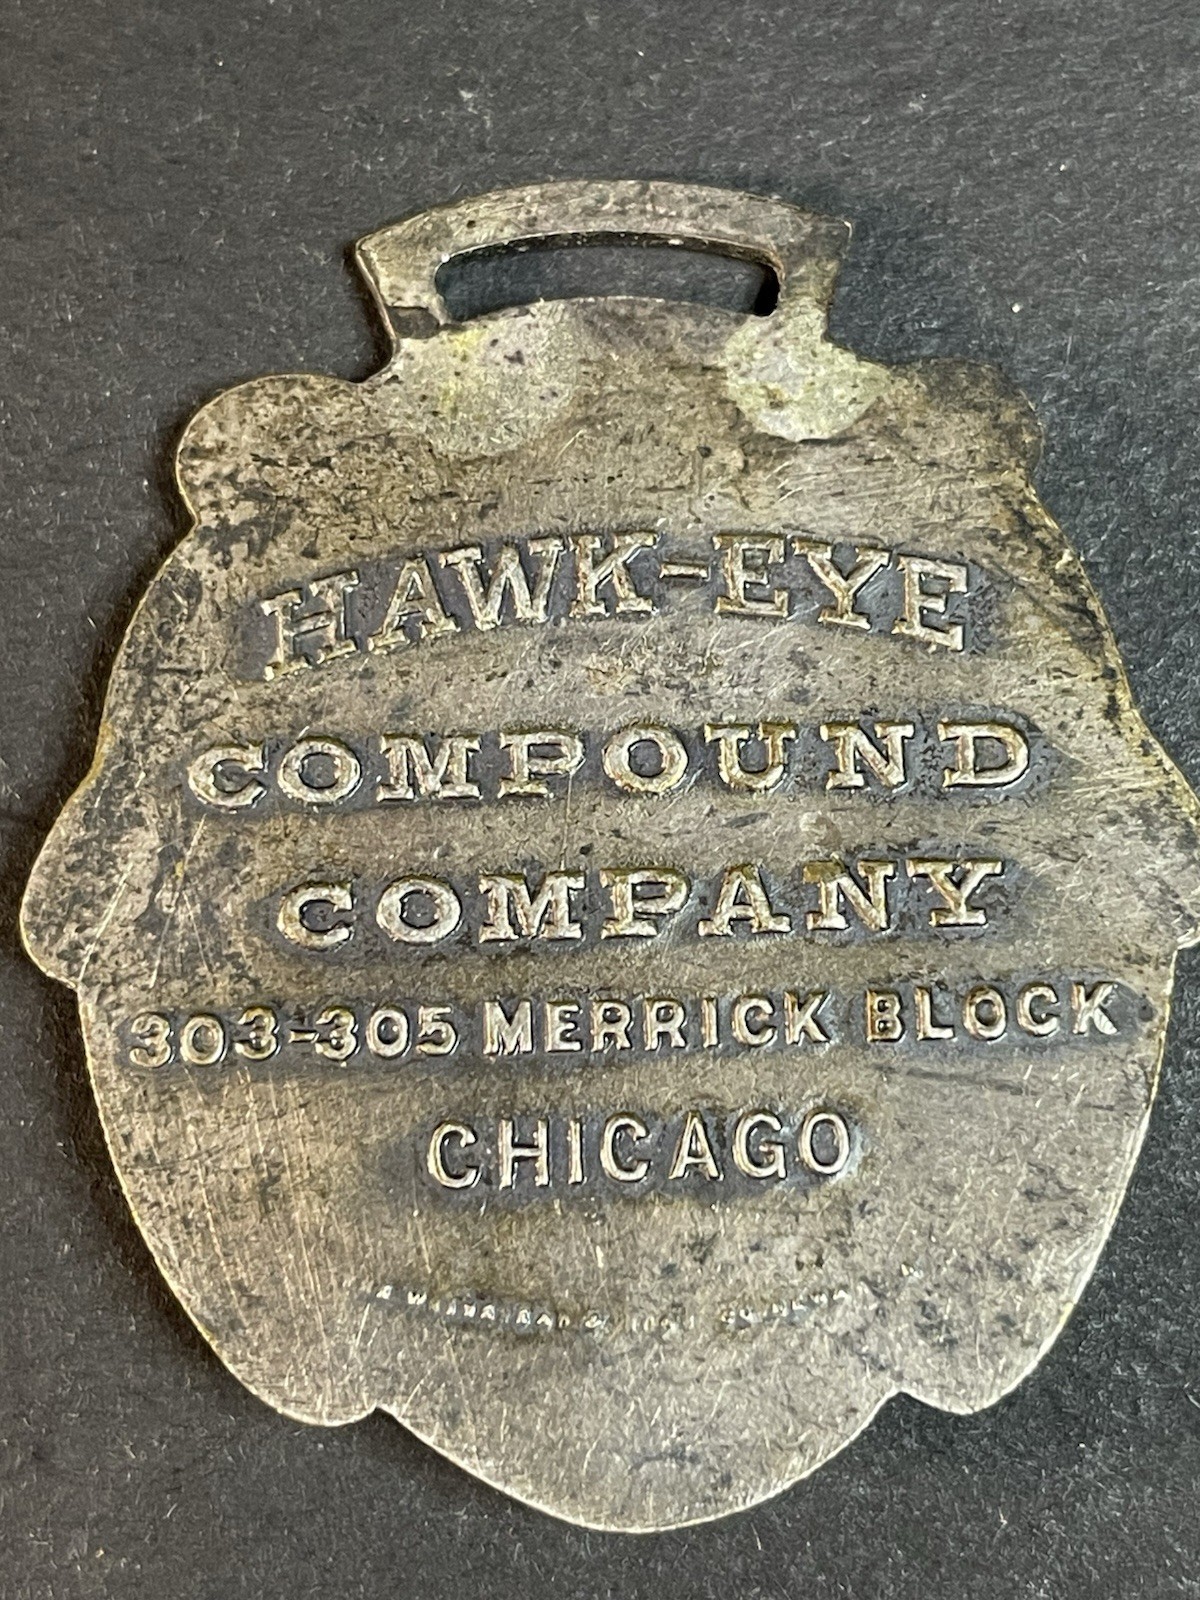 HAWK-EYE
COMPOUND
COMPANY
303-305 MERRICK BLOCK
CHICAGO